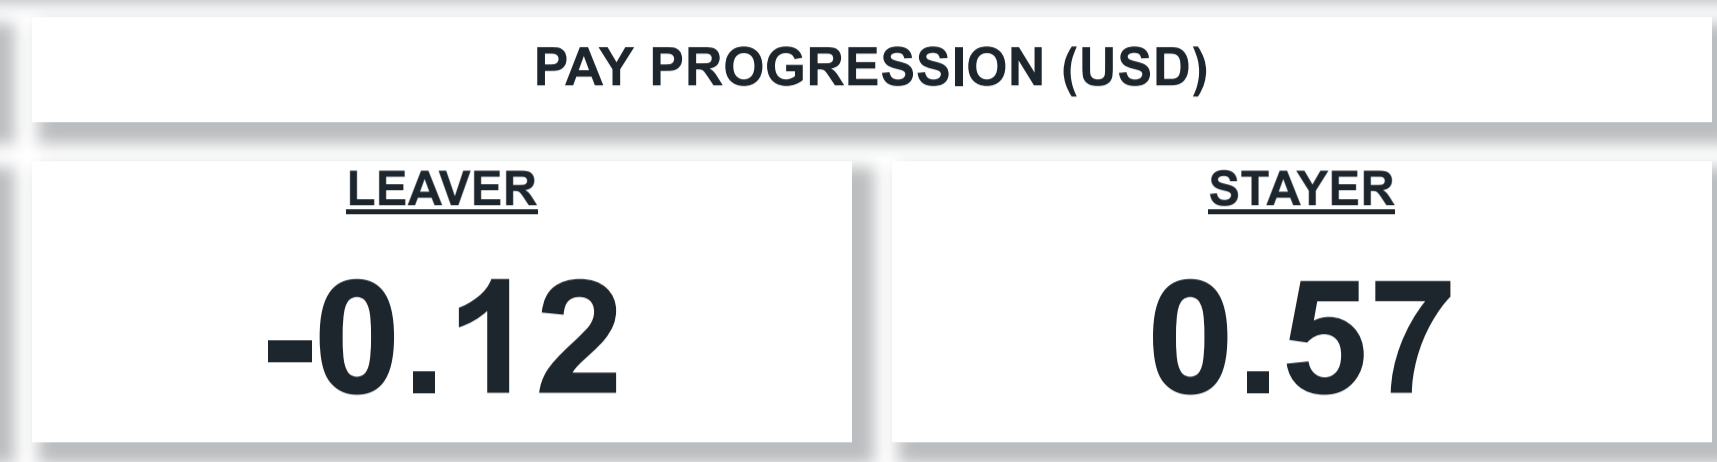 PAY PROGRESSION (USD)
LEAVER
STAYER
-0.12
0.57